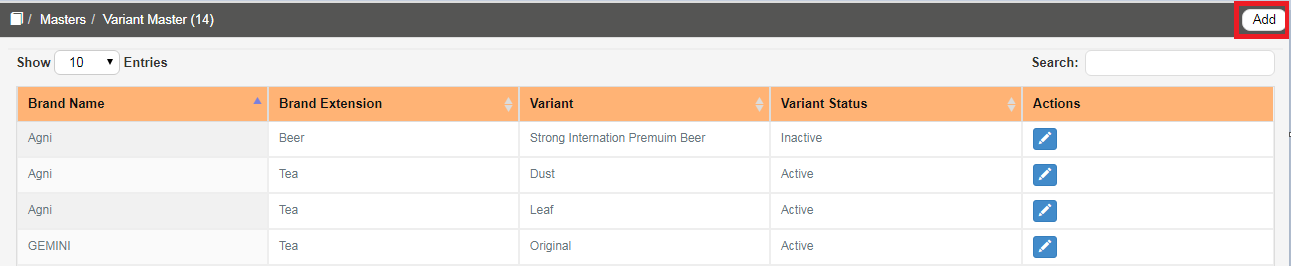 / Masters / Variant Master (14) Add
Show 10 Entries Search:
Brand Name Brand Extension Variant Variant Status Actions
Agni Beer Strong Internation Premuim Beer Inactive
Agni Tea Dust Active
Agni Tea Leaf Active
GEMINI Tea Original Active